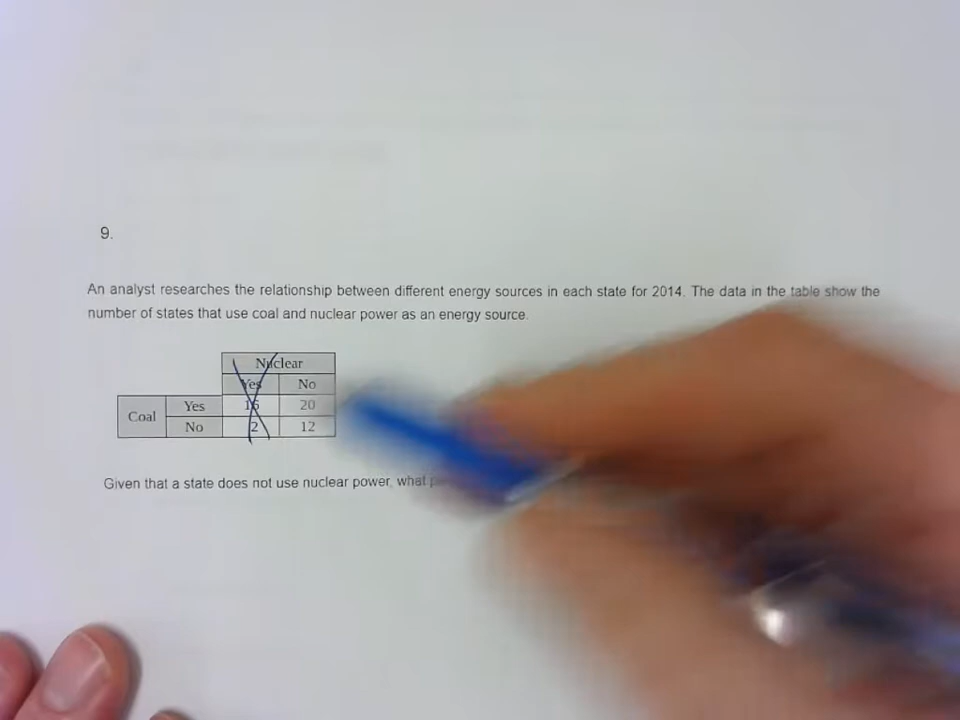 9.
An analyst researches the relationship between different energy sources in each state for 2014. The data in the table show the
number of states that use coal and nuclear power as an energy source.
Nuclear
Yes No
Coal Yes 16 20
No 2 12
Given that a state does not use nuclear power, what